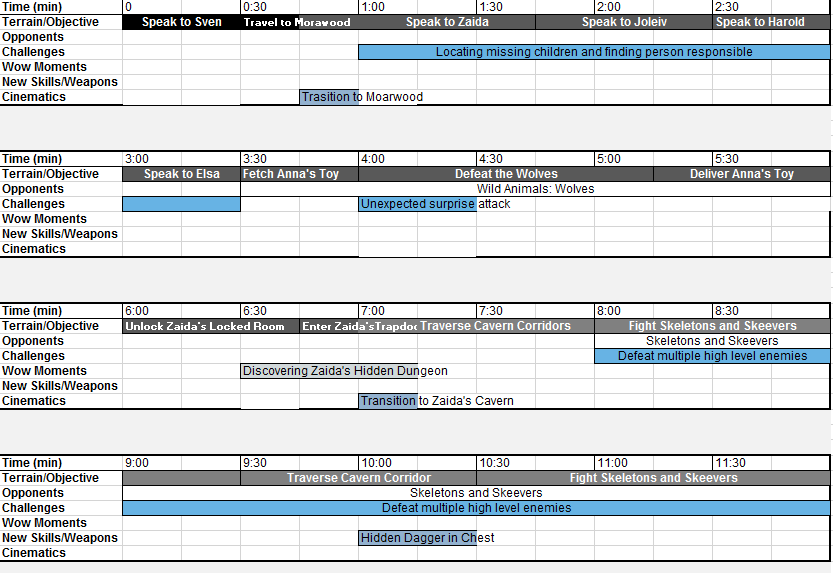 Time (min) 0 0:30 1:00 1:30 2:00 2:30
Terrain/Objective Speak to Sven Travel to Morawood Speak to Zaida Speak to Joleiv Speak to Harold
Opponents
Challenges Locating missing children and finding person responsible
Wow Moments
New Skills/Weapons
Cinematics Trasition to Moarwood
Time (min) 3:00 3:30 4:00 4:30 5:00 5:30
Terrain/Objective Speak to Elsa Fetch Anna's Toy Defeat the Wolves Deliver Anna's Toy
Opponents Wild Animals: Wolves
Challenges Unexpected surprise attack
Wow Moments
New Skills/Weapons
Cinematics
Time (min) 6:00 6:30 7:00 7:30 8:00 8:30
Terrain/Objective Unlock Zaida's Locked Room Enter Zaida'sTrapdoo Traverse Cavern Corridors Fight Skeletons and Skeevers
Opponents Skeletons and Skeevers
Challenges Defeat multiple high level enemies
Wow Moments Discovering Zaida's Hidden Dungeon
New Skills/Weapons
Cinematics Transition to Zaida's Cavern
Time (min) 9:00 9:30 10:00 10:30 11:00 11:30
Terrain/Objective Traverse Cavern Corridor Fight Skeletons and Skeevers
Opponents Skeletons and Skeevers
Challenges Defeat multiple high level enemies
Wow Moments
New Skills/Weapons Hidden Dagger in Chest
Cinematics